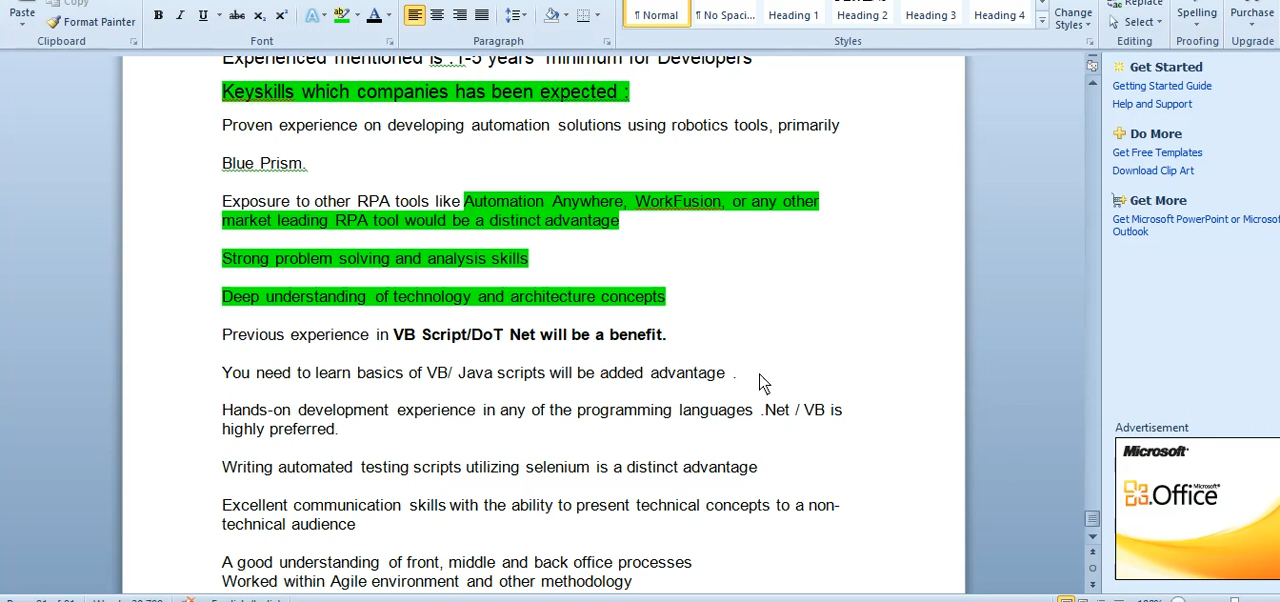 Copy
Replace
Paste
Format Painter
B I U abc x₂ x² A ab A
Normal
No Spaci...
Heading 1
Heading 2
Heading 3
Heading 4
Change
Styles
Select
Spelling
Purchase
Clipboard
Font
Paragraph
Styles
Editing
Proofing
Upgrade
Experienced mentioned is :1-5 years minimum for Developers
Keyskills which companies has been expected :
Proven experience on developing automation solutions using robotics tools, primarily
Blue Prism.
Exposure to other RPA tools like Automation Anywhere, WorkFusion, or any other
market leading RPA tool would be a distinct advantage
Strong problem solving and analysis skills
Deep understanding of technology and architecture concepts
Previous experience in VB Script/DoT Net will be a benefit.
You need to learn basics of VB/ Java scripts will be added advantage .
Hands-on development experience in any of the programming languages .Net / VB is
highly preferred.
Writing automated testing scripts utilizing selenium is a distinct advantage
Excellent communication skills with the ability to present technical concepts to a non-
technical audience
A good understanding of front, middle and back office processes
Worked within Agile environment and other methodology
Get Started
Getting Started Guide
Help and Support
Do More
Get Free Templates
Download Clip Art
Get More
Get Microsoft PowerPoint or Microsof
Outlook
Advertisement
Microsoft
Microsoft
Office